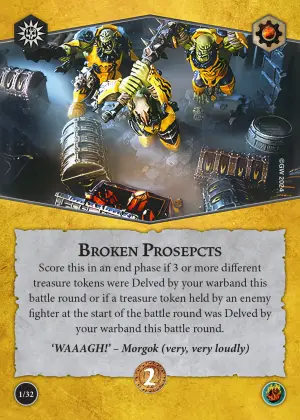 ©GW 2024
BROKEN PROSEPCTS
Score this in an end phase if 3 or more different
treasure tokens were Delved by your warband this
battle round or if a treasure token held by an enemy
fighter at the start of the battle round was Delved by
your warband this battle round.
‘WAAAGH!’ – Morgok (very, very loudly)
1/32
2